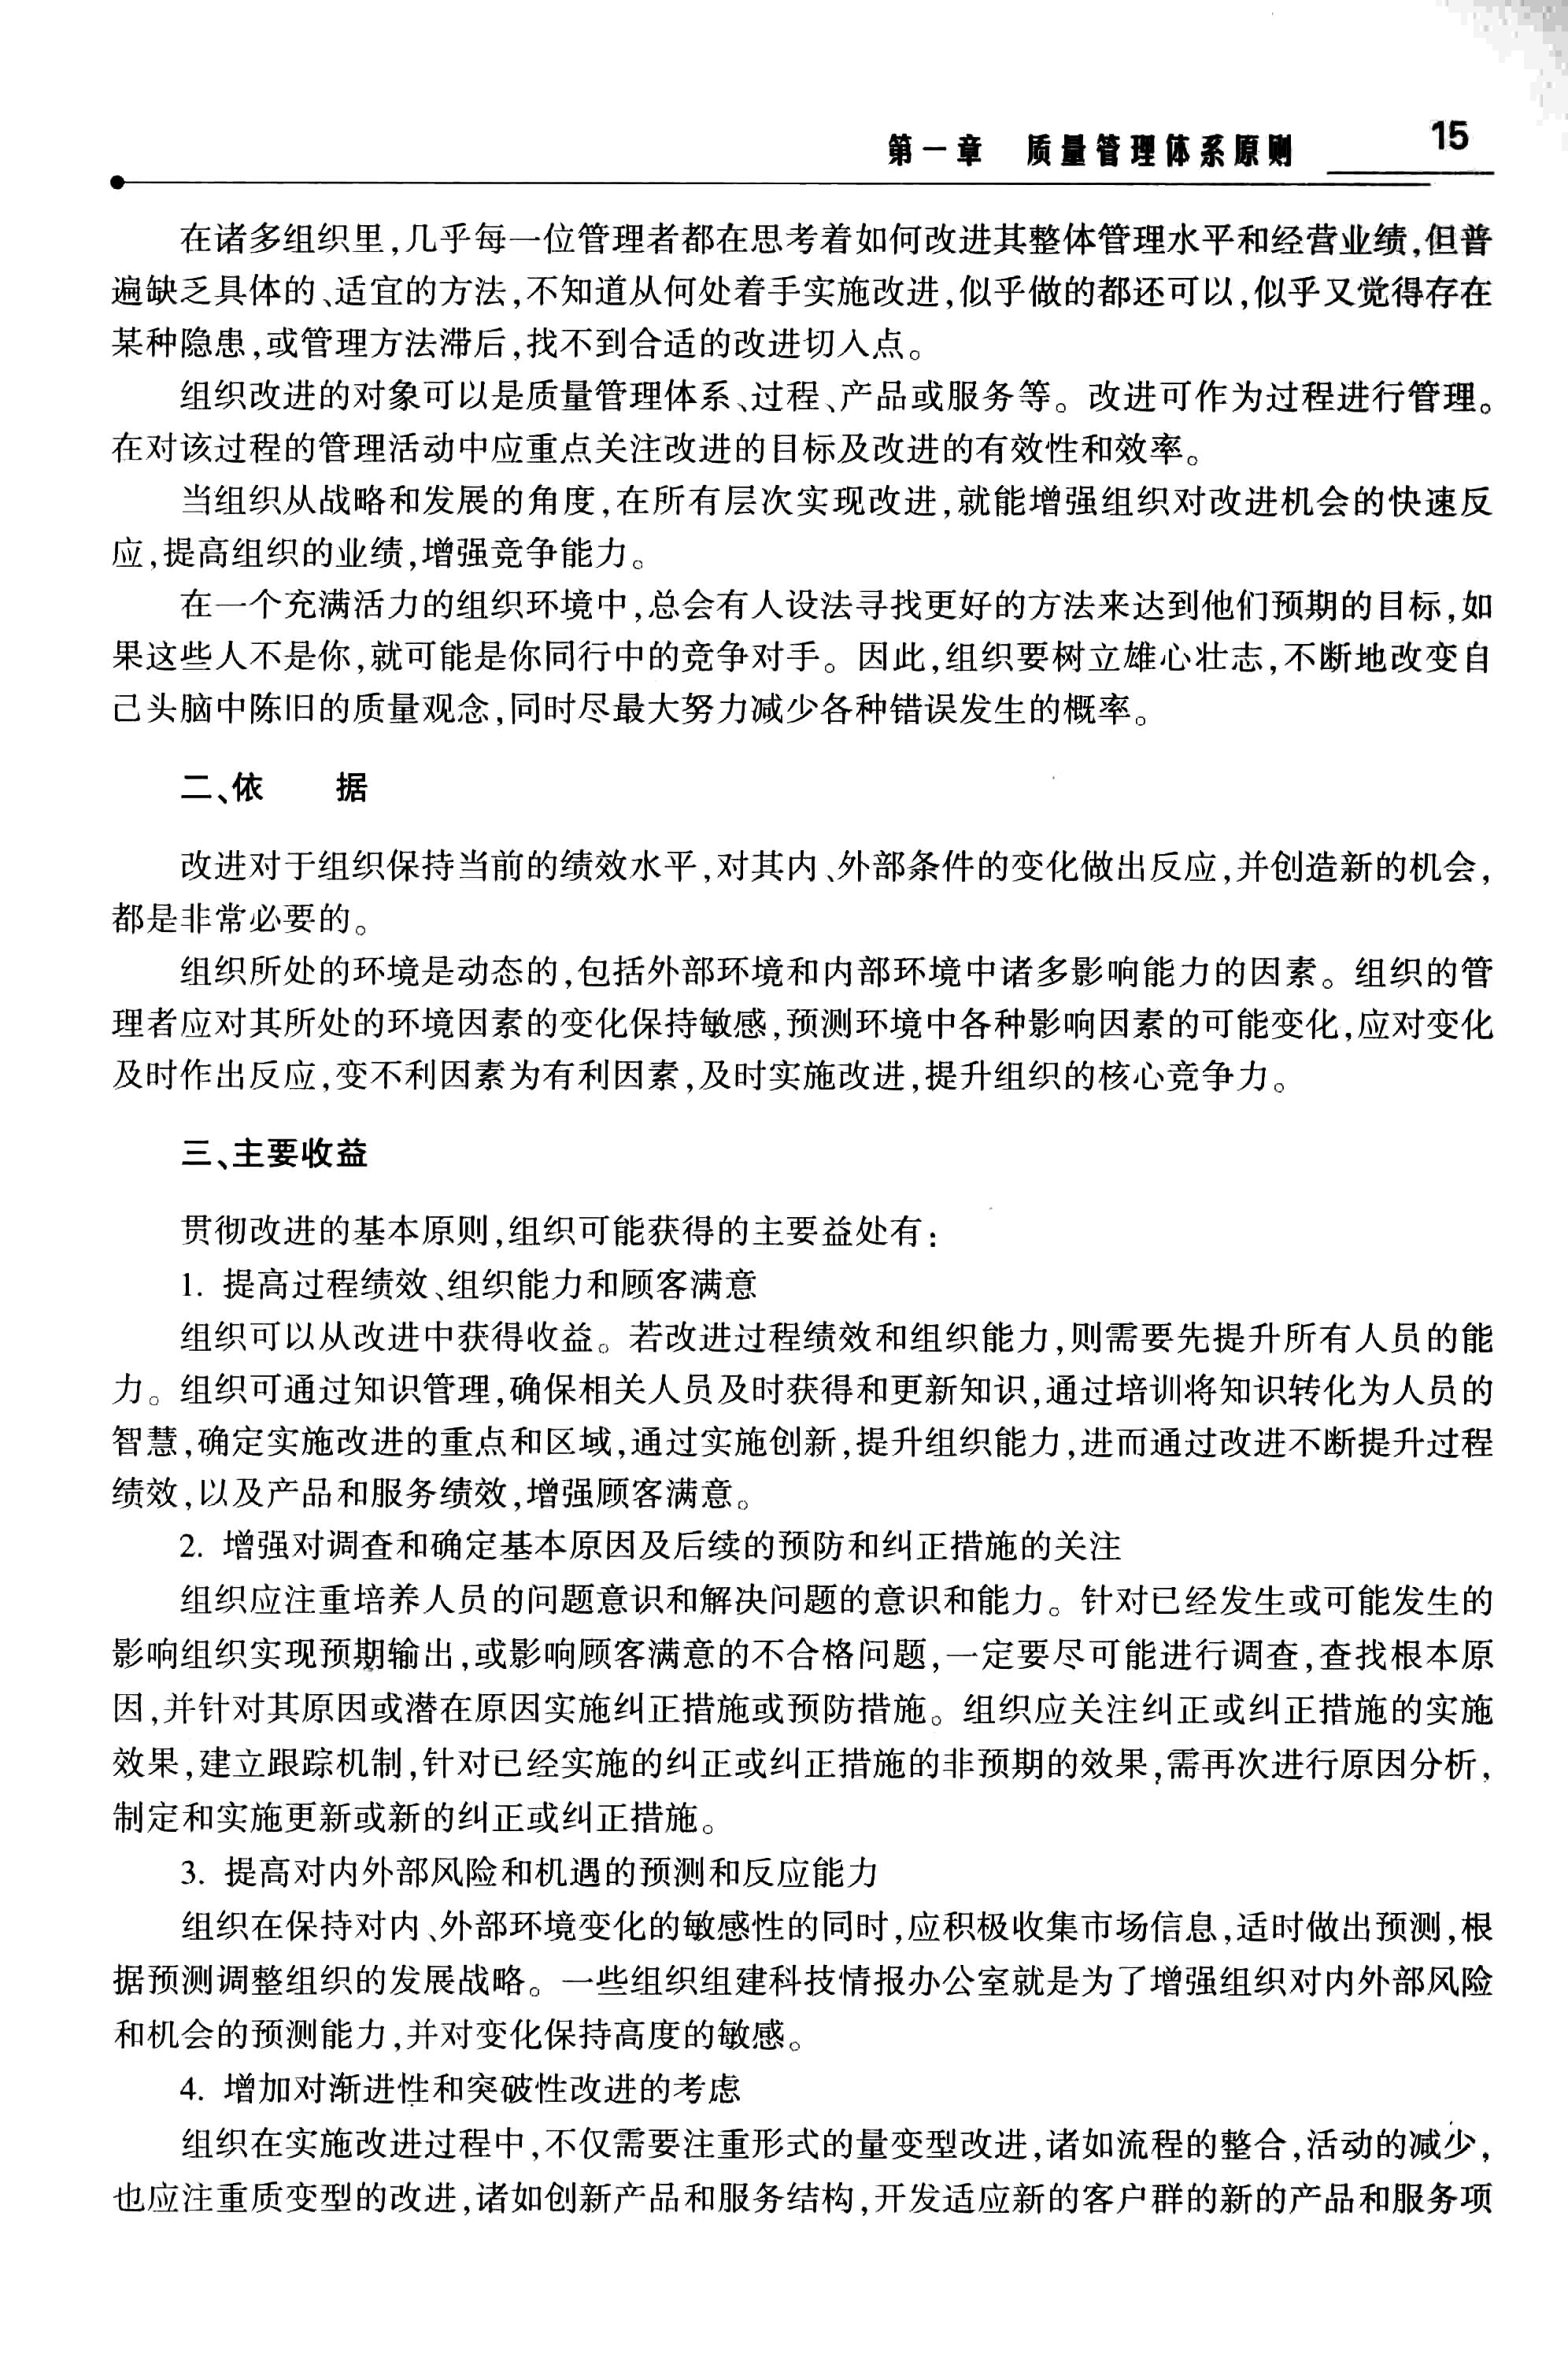 第一章　质量管理体系原则　15
在诸多组织里,几乎每一位管理者都在思考着如何改进其整体管理水平和经营业绩,但普
遍缺乏具体的、适宜的方法,不知道从何处着手实施改进,似乎做的都还可以,似乎又觉得存在
某种隐患,或管理方法滞后,找不到合适的改进切入点。
组织改进的对象可以是质量管理体系、过程、产品或服务等。改进可作为过程进行管理。
在对该过程的管理活动中应重点关注改进的目标及改进的有效性和效率。
当组织从战略和发展的角度,在所有层次实现改进,就能增强组织对改进机会的快速反
应,提高组织的业绩,增强竞争能力。
在一个充满活力的组织环境中,总会有人设法寻找更好的方法来达到他们预期的目标,如
果这些人不是你,就可能是你同行中的竞争对手。因此,组织要树立雄心壮志,不断地改变自
己头脑中陈旧的质量观念,同时尽最大努力减少各种错误发生的概率。
二、依　　据
改进对于组织保持当前的绩效水平,对其内、外部条件的变化做出反应,并创造新的机会,
都是非常必要的。
组织所处的环境是动态的,包括外部环境和内部环境中诸多影响能力的因素。组织的管
理者应对其所处的环境因素的变化保持敏感,预测环境中各种影响因素的可能变化,应对变化
及时作出反应,变不利因素为有利因素,及时实施改进,提升组织的核心竞争力。
三、主要收益
贯彻改进的基本原则,组织可能获得的主要益处有:
1. 提高过程绩效、组织能力和顾客满意
组织可以从改进中获得收益。若改进过程绩效和组织能力,则需要先提升所有人员的能
力。组织可通过知识管理,确保相关人员及时获得和更新知识,通过培训将知识转化为人员的
智慧,确定实施改进的重点和区域,通过实施创新,提升组织能力,进而通过改进不断提升过程
绩效,以及产品和服务绩效,增强顾客满意。
2. 增强对调查和确定基本原因及后续的预防和纠正措施的关注
组织应注重培养人员的问题意识和解决问题的意识和能力。针对已经发生或可能发生的
影响组织实现预期输出,或影响顾客满意的不合格问题,一定要尽可能进行调查,查找根本原
因,并针对其原因或潜在原因实施纠正措施或预防措施。组织应关注纠正或纠正措施的实施
效果,建立跟踪机制,针对已经实施的纠正或纠正措施的非预期的效果,需再次进行原因分析,
制定和实施更新或新的纠正或纠正措施。
3. 提高对内外部风险和机遇的预测和反应能力
组织在保持对内、外部环境变化的敏感性的同时,应积极收集市场信息,适时做出预测,根
据预测调整组织的发展战略。一些组织组建科技情报办公室就是为了增强组织对内外部风险
和机会的预测能力,并对变化保持高度的敏感。
4. 增加对渐进性和突破性改进的考虑
组织在实施改进过程中,不仅需要注重形式的量变型改进,诸如流程的整合,活动的减少,
也应注重质变型的改进,诸如创新产品和服务结构,开发适应新的客户群的新的产品和服务项